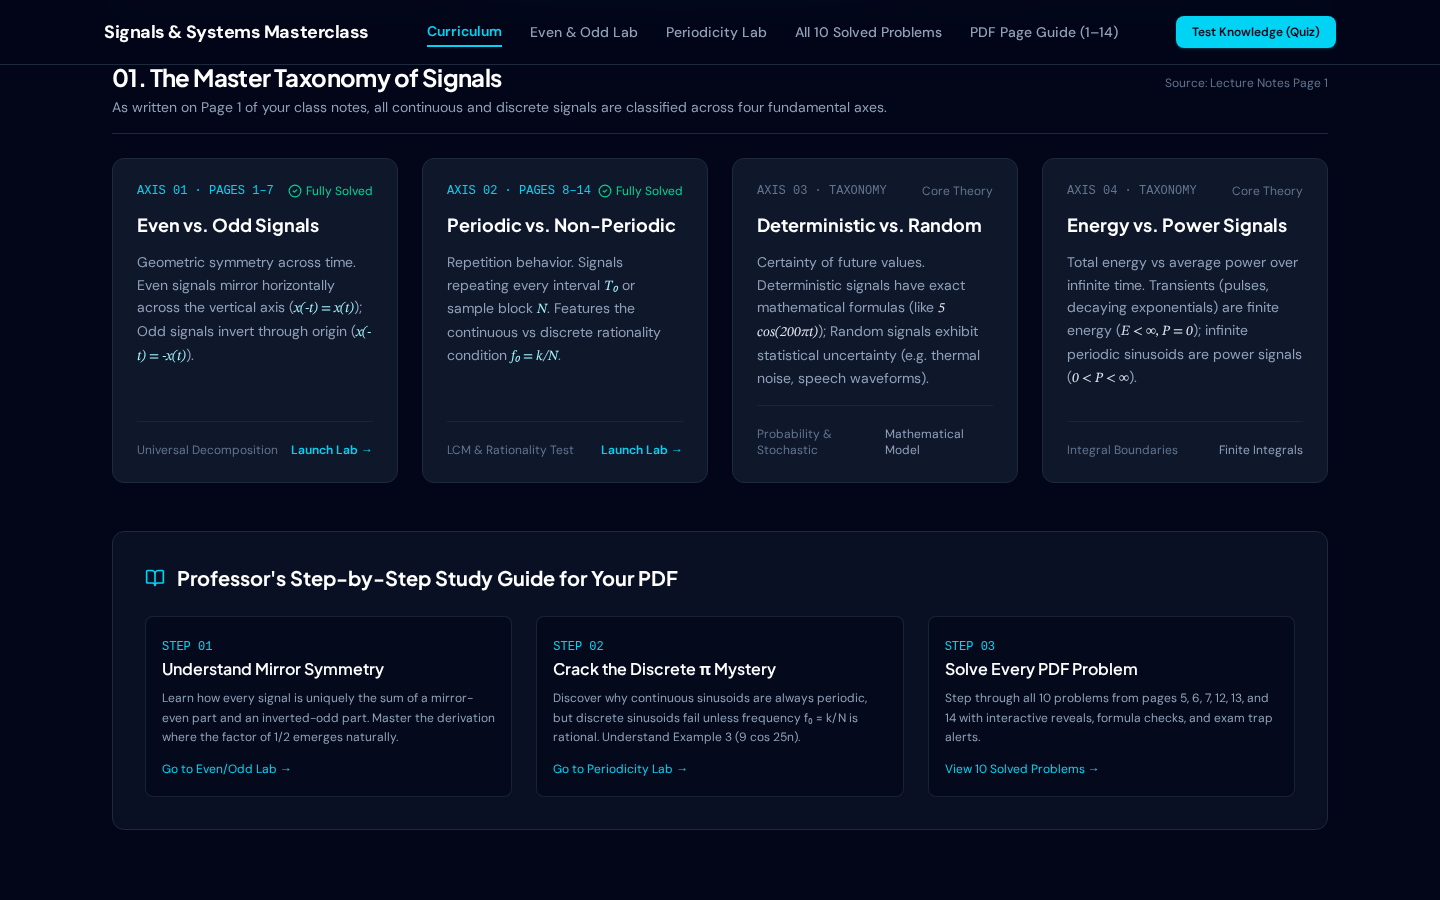 Signals & Systems Masterclass
Curriculum
Even & Odd Lab
Periodicity Lab
All 10 Solved Problems
PDF Page Guide (1–14)
Test Knowledge (Quiz)
01. The Master Taxonomy of Signals
Source: Lecture Notes Page 1
As written on Page 1 of your class notes, all continuous and discrete signals are classified across four fundamental axes.
AXIS 01 · PAGES 1–7
Fully Solved
Even vs. Odd Signals
Geometric symmetry across time.
Even signals mirror horizontally
across the vertical axis (x(-t) = x(t));
Odd signals invert through origin (x(-
t) = -x(t)).
Universal Decomposition
Launch Lab →
AXIS 02 · PAGES 8–14
Fully Solved
Periodic vs. Non-Periodic
Repetition behavior. Signals
repeating every interval T₀ or
sample block N. Features the
continuous vs discrete rationality
condition f₀ = k/N.
LCM & Rationality Test
Launch Lab →
AXIS 03 · TAXONOMY
Core Theory
Deterministic vs. Random
Certainty of future values.
Deterministic signals have exact
mathematical formulas (like 5
cos(200πt)); Random signals exhibit
statistical uncertainty (e.g. thermal
noise, speech waveforms).
Probability &
Stochastic
Mathematical
Model
AXIS 04 · TAXONOMY
Core Theory
Energy vs. Power Signals
Total energy vs average power over
infinite time. Transients (pulses,
decaying exponentials) are finite
energy (E < ∞, P = 0); infinite
periodic sinusoids are power signals
(0 < P < ∞).
Integral Boundaries
Finite Integrals
Professor's Step-by-Step Study Guide for Your PDF
STEP 01
Understand Mirror Symmetry
Learn how every signal is uniquely the sum of a mirror-
even part and an inverted-odd part. Master the derivation
where the factor of 1/2 emerges naturally.
Go to Even/Odd Lab →
STEP 02
Crack the Discrete π Mystery
Discover why continuous sinusoids are always periodic,
but discrete sinusoids fail unless frequency f₀ = k/N is
rational. Understand Example 3 (9 cos 25n).
Go to Periodicity Lab →
STEP 03
Solve Every PDF Problem
Step through all 10 problems from pages 5, 6, 7, 12, 13, and
14 with interactive reveals, formula checks, and exam trap
alerts.
View 10 Solved Problems →